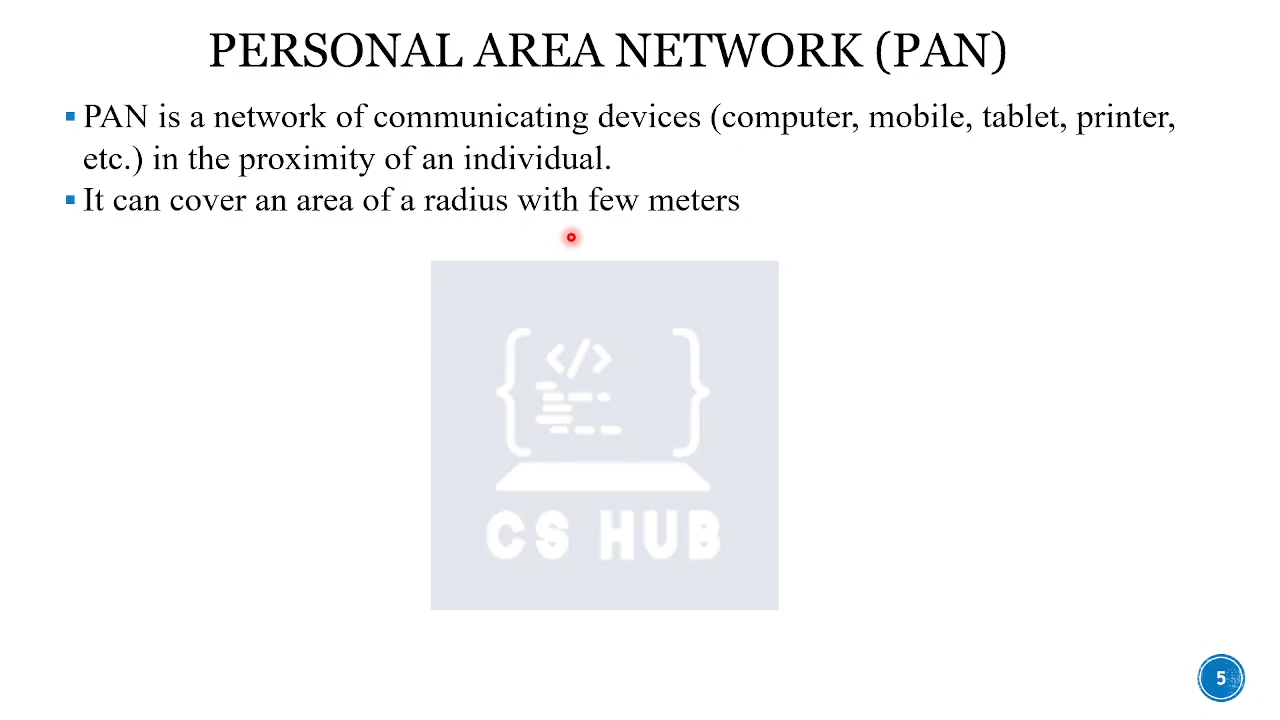 PERSONAL AREA NETWORK (PAN)
▪ PAN is a network of communicating devices (computer, mobile, tablet, printer,
etc.) in the proximity of an individual.
▪ It can cover an area of a radius with few meters
{ </> }
CS HUB
5